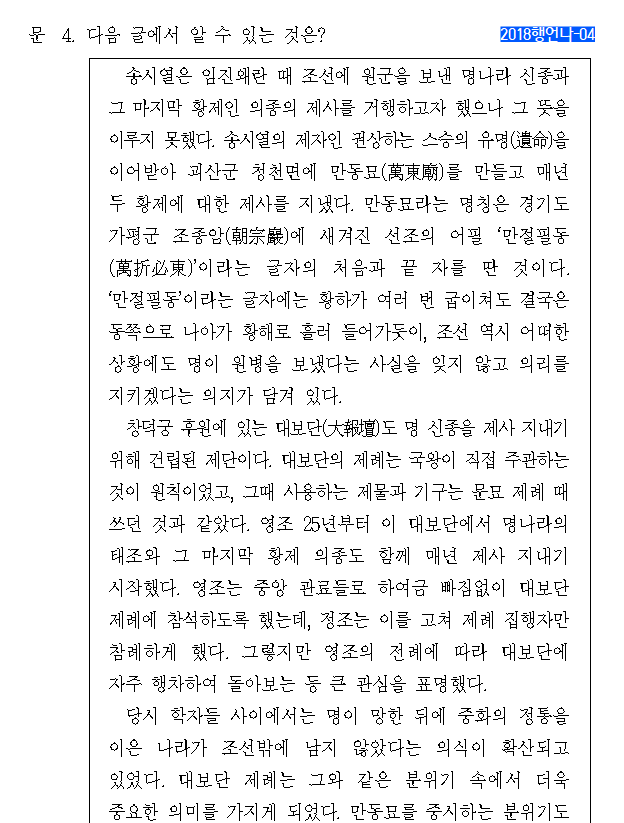 문 4. 다음 글에서 알 수 있는 것은?
2018행언나-04
송시열은 임진왜란 때 조선에 원군을 보낸 명나라 신종과
그 마지막 황제인 의종의 제사를 거행하고자 했으나 그 뜻을
이루지 못했다. 송시열의 제자인 권상하는 스승의 유명(遺命)을
이어받아 괴산군 청천면에 만동묘(萬東廟)를 만들고 매년
두 황제에 대한 제사를 지냈다. 만동묘라는 명칭은 경기도
가평군 조종암(朝宗巖)에 새겨진 선조의 어필 ‘만절필동
(萬折必東)’이라는 글자의 처음과 끝 자를 딴 것이다.
‘만절필동’이라는 글자에는 황하가 여러 번 굽이쳐도 결국은
동쪽으로 나아가 황해로 흘러 들어가듯이, 조선 역시 어떠한
상황에도 명이 원병을 보냈다는 사실을 잊지 않고 의리를
지키겠다는 의지가 담겨 있다.
창덕궁 후원에 있는 대보단(大報壇)도 명 신종을 제사 지내기
위해 건립된 제단이다. 대보단의 제례는 국왕이 직접 주관하는
것이 원칙이었고, 그때 사용하는 제물과 기구는 문묘 제례 때
쓰던 것과 같았다. 영조 25년부터 이 대보단에서 명나라의
태조와 그 마지막 황제 의종도 함께 매년 제사 지내기
시작했다. 영조는 중앙 관료들로 하여금 빠짐없이 대보단
제례에 참석하도록 했는데, 정조는 이를 고쳐 제례 집행자만
참례하게 했다. 그렇지만 영조의 전례에 따라 대보단에
자주 행차하여 돌아보는 등 큰 관심을 표명했다.
당시 학자들 사이에서는 명이 망한 뒤에 중화의 정통을
이은 나라가 조선밖에 남지 않았다는 의식이 확산되고
있었다. 대보단 제례는 그와 같은 분위기 속에서 더욱
중요한 의미를 가지게 되었다. 만동묘를 중시하는 분위기도